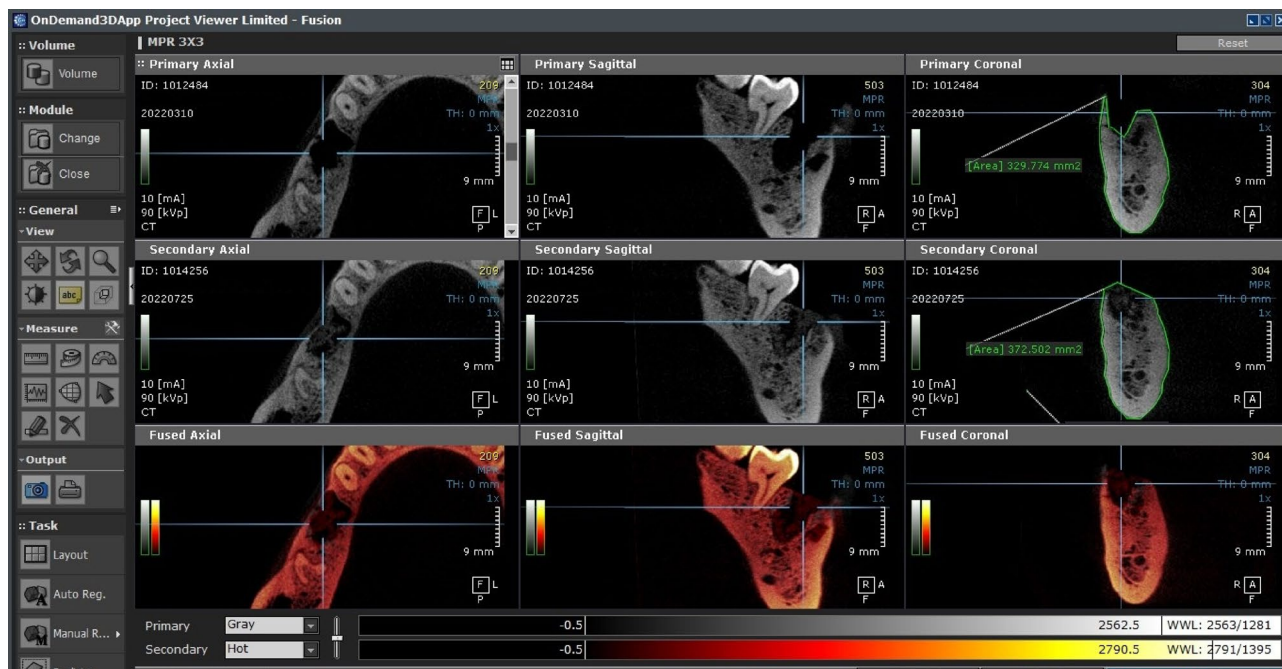 OnDemand3DApp Project Viewer Limited - Fusion
:: Volume
Volume
:: Module
Change
Close
:: General
View
abc
Measure
Output
:: Task
Layout
Auto Reg.
Manual R...
MPR 3X3
Reset
:: Primary Axial
ID: 1012484
209
MPR
20220310
TH: 0 mm
1x
9 mm
10 [mA]
90 [kVp]
CT
F L
P
Primary Sagittal
ID: 1012484
503
MPR
20220310
TH: 0 mm
1x
9 mm
10 [mA]
90 [kVp]
CT
R A
F
Primary Coronal
ID: 1012484
304
MPR
20220310
TH: 0 mm
1x
[Area] 329.774 mm2
9 mm
10 [mA]
90 [kVp]
CT
R A
F
Secondary Axial
ID: 1014256
209
MPR
20220725
TH: 0 mm
1x
9 mm
10 [mA]
90 [kVp]
CT
F L
P
Secondary Sagittal
ID: 1014256
503
MPR
20220725
TH: 0 mm
1x
9 mm
10 [mA]
90 [kVp]
CT
R A
F
Secondary Coronal
ID: 1014256
304
MPR
20220725
TH: 0 mm
1x
[Area] 372.502 mm2
9 mm
10 [mA]
90 [kVp]
CT
R A
F
Fused Axial
209
MPR
TH: 0 mm
1x
9 mm
F L
P
Fused Sagittal
503
MPR
TH: 0 mm
1x
9 mm
R A
F
Fused Coronal
304
MPR
TH: 0 mm
1x
9 mm
R A
F
Primary Gray -0.5 2562.5 WWL: 2563/1281
Secondary Hot -0.5 2790.5 WWL: 2791/1395